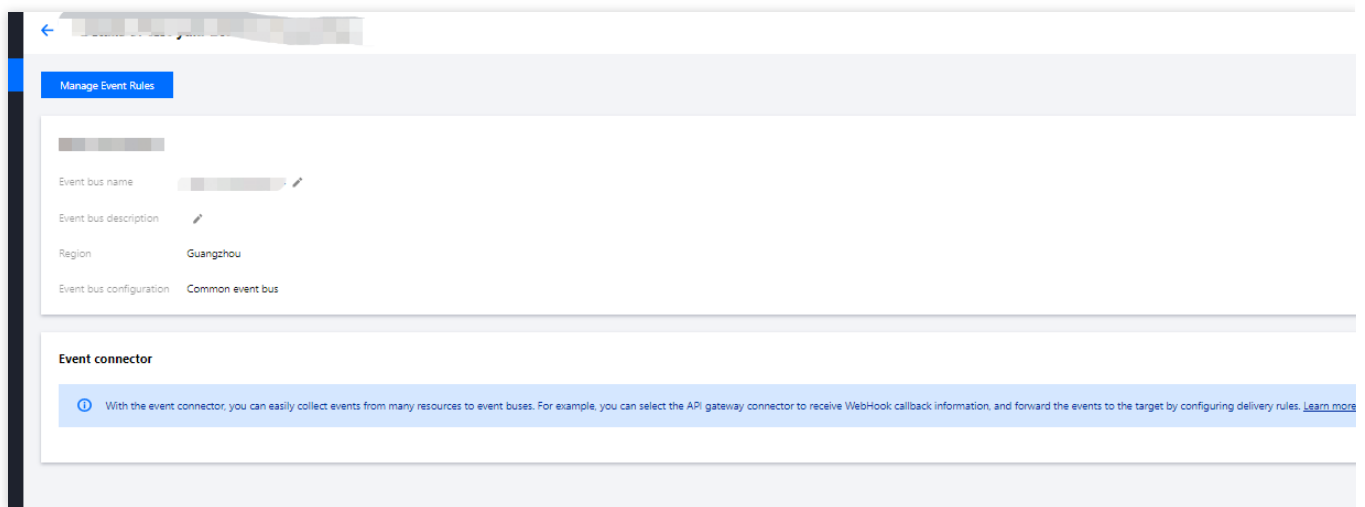 Manage Event Rules
Event bus name
Event bus description
Region Guangzhou
Event bus configuration Common event bus
Event connector
With the event connector, you can easily collect events from many resources to event buses. For example, you can select the API gateway connector to receive WebHook callback information, and forward the events to the target by configuring delivery rules. Learn more